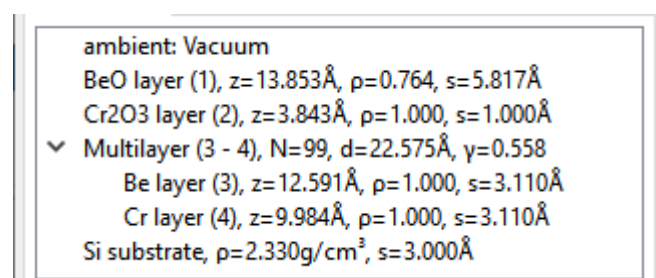 ambient: Vacuum
BeO layer (1), z=13.853Å, ρ=0.764, s=5.817Å
Cr2O3 layer (2), z=3.843Å, ρ=1.000, s=1.000Å
Multilayer (3 - 4), N=99, d=22.575Å, γ=0.558
Be layer (3), z=12.591Å, ρ=1.000, s=3.110Å
Cr layer (4), z=9.984Å, ρ=1.000, s=3.110Å
Si substrate, ρ=2.330g/cm³, s=3.000Å